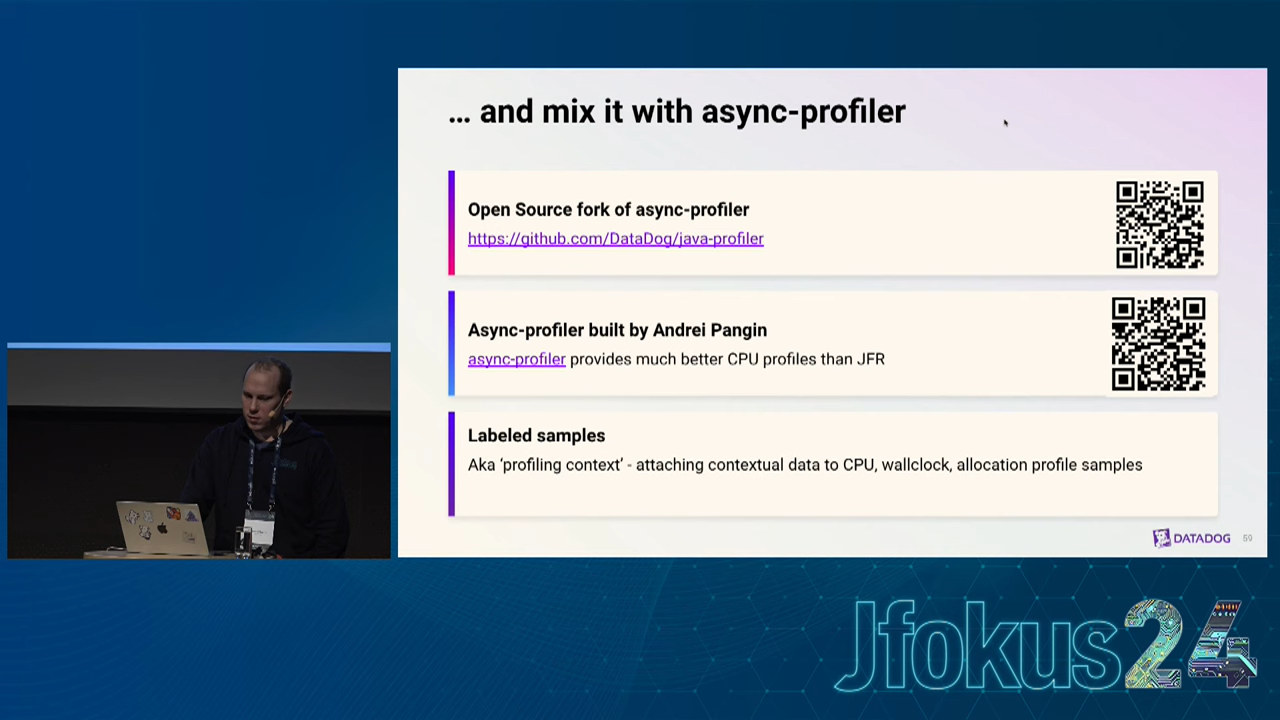 ... and mix it with async-profiler
Open Source fork of async-profiler
https://github.com/DataDog/java-profiler
Async-profiler built by Andrei Pangin
async-profiler provides much better CPU profiles than JFR
Labeled samples
Aka ‘profiling context’ - attaching contextual data to CPU, wallclock, allocation profile samples
DATADOG
59
Jfokus24